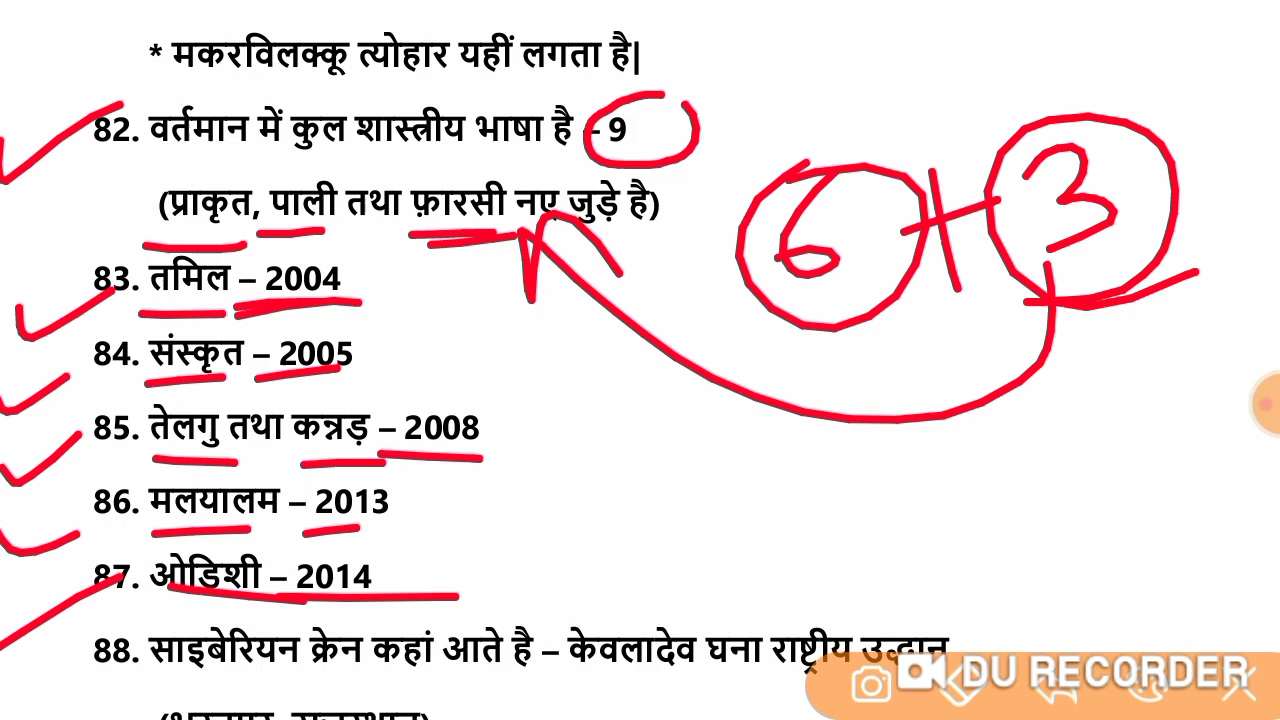 * मकरविलक्कू त्योहार यहीं लगता है|
82. वर्तमान में कुल शास्त्रीय भाषा है – 9
(प्राकृत, पाली तथा फ़ारसी नए जुड़े है)
6+3
83. तमिल – 2004
84. संस्कृत – 2005
85. तेलगु तथा कन्नड़ – 2008
86. मलयालम – 2013
87. ओडिशी – 2014
88. साइबेरियन क्रेन कहां आते है – केवलादेव घना राष्ट्रीय उद्धान
DU RECORDER